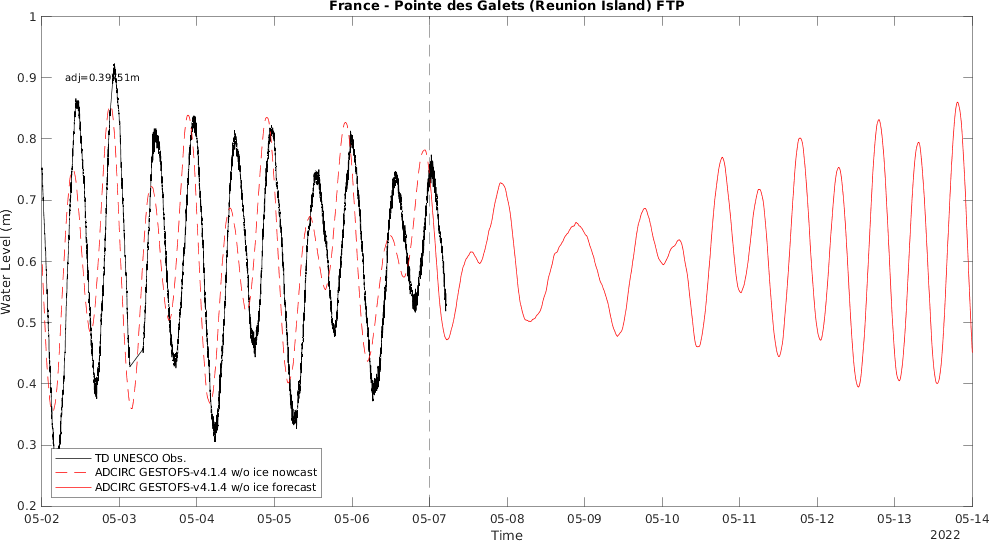 France - Pointe des Galets (Reunion Island) FTP
1
0.9
0.8
0.7
0.6
0.5
0.4
0.3
0.2
Water Level (m)
TD UNESCO Obs.
ADCIRC GESTOFS-v4.1.4 w/o ice nowcast
ADCIRC GESTOFS-v4.1.4 w/o ice forecast
05-02 05-03 05-04 05-05 05-06 05-07 05-08 05-09 05-10 05-11 05-12 05-13 05-14
Time
2022